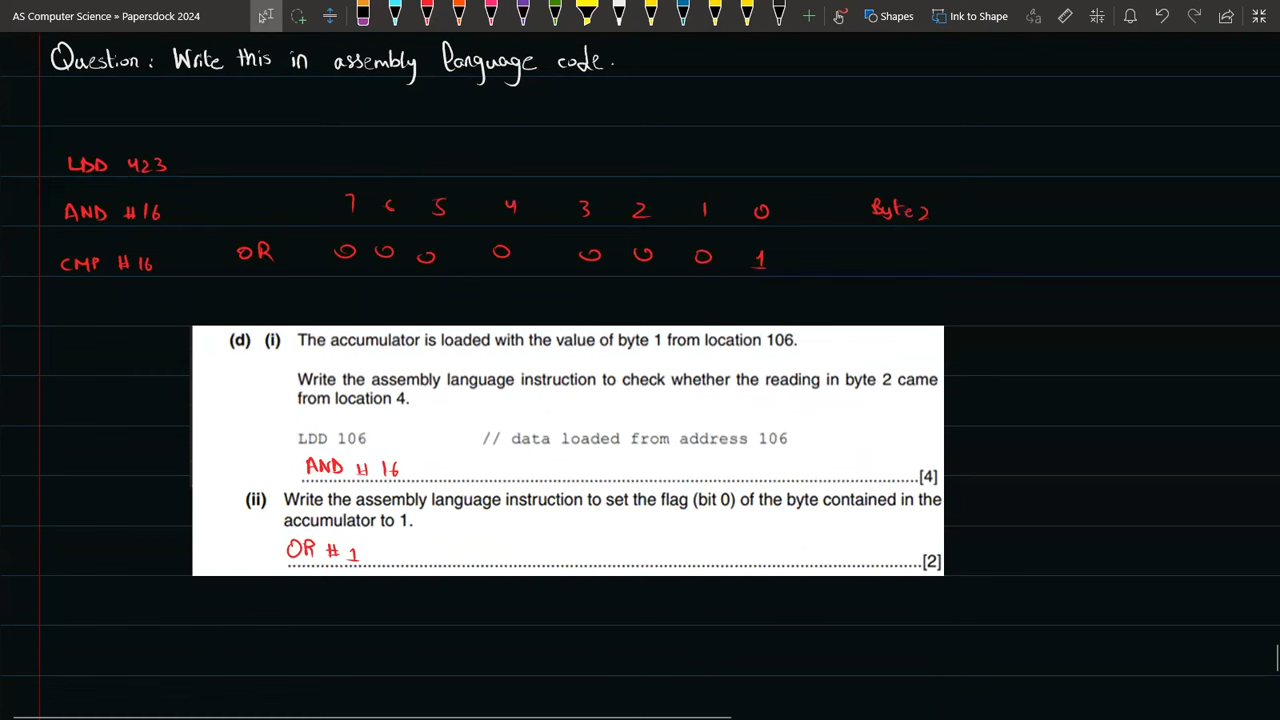 AS Computer Science » Papersdock 2024
Shapes
Ink to Shape
Question: Write this in assembly language code.
LDD 423
AND #16 7 6 5 4 3 2 1 0 Byte 2
CMP #16 OR 0 0 0 0 0 0 0 1
(d) (i) The accumulator is loaded with the value of byte 1 from location 106.
Write the assembly language instruction to check whether the reading in byte 2 came
from location 4.
LDD 106 // data loaded from address 106
AND #16
[4]
(ii) Write the assembly language instruction to set the flag (bit 0) of the byte contained in the
accumulator to 1.
OR #1
[2]